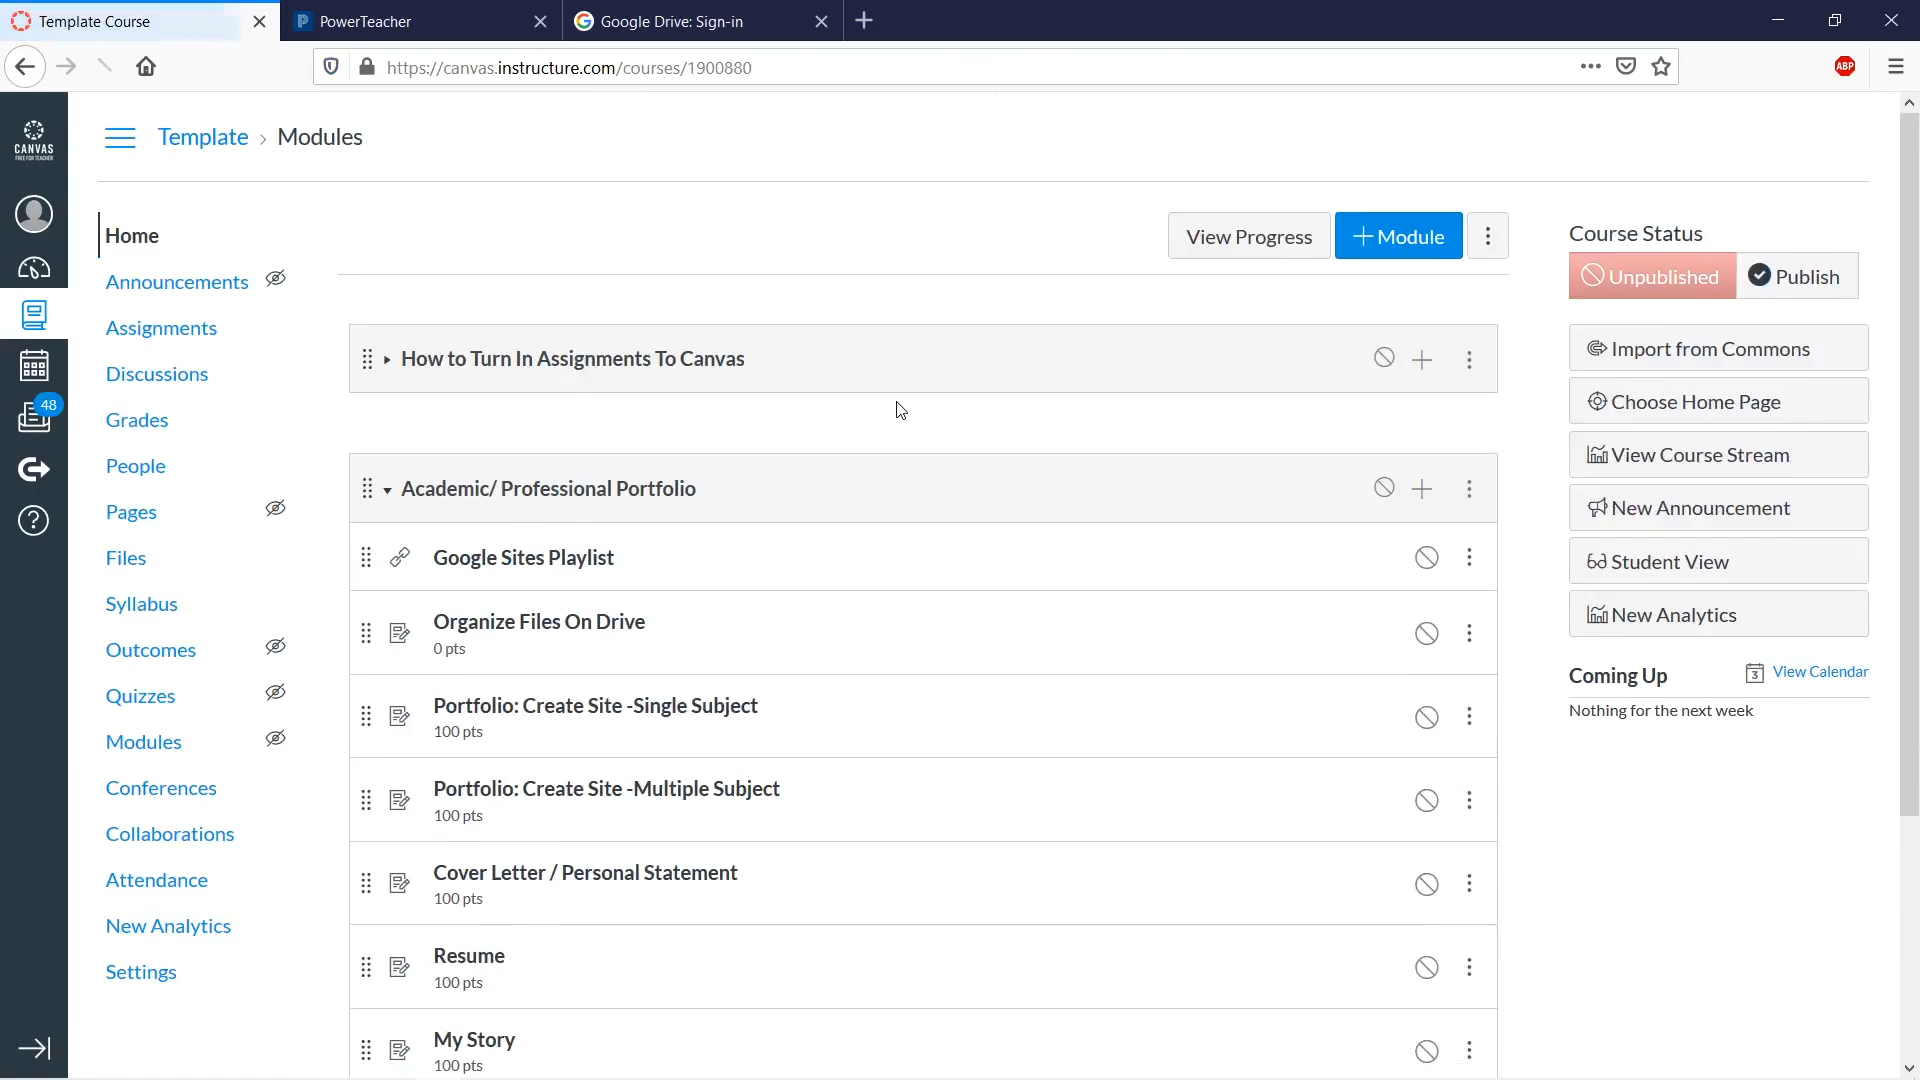 Template Course
PowerTeacher
Google Drive: Sign-in
https://canvas.instructure.com/courses/1900880
ABP
CANVAS
FREE FOR TEACHER
48
Template > Modules
Home
Announcements
Assignments
Discussions
Grades
People
Pages
Files
Syllabus
Outcomes
Quizzes
Modules
Conferences
Collaborations
Attendance
New Analytics
Settings
View Progress
+ Module
How to Turn In Assignments To Canvas
Academic/ Professional Portfolio
Google Sites Playlist
Organize Files On Drive
0 pts
Portfolio: Create Site -Single Subject
100 pts
Portfolio: Create Site -Multiple Subject
100 pts
Cover Letter / Personal Statement
100 pts
Resume
100 pts
My Story
100 pts
Course Status
Unpublished
Publish
Import from Commons
Choose Home Page
View Course Stream
New Announcement
Student View
New Analytics
Coming Up
3 View Calendar
Nothing for the next week